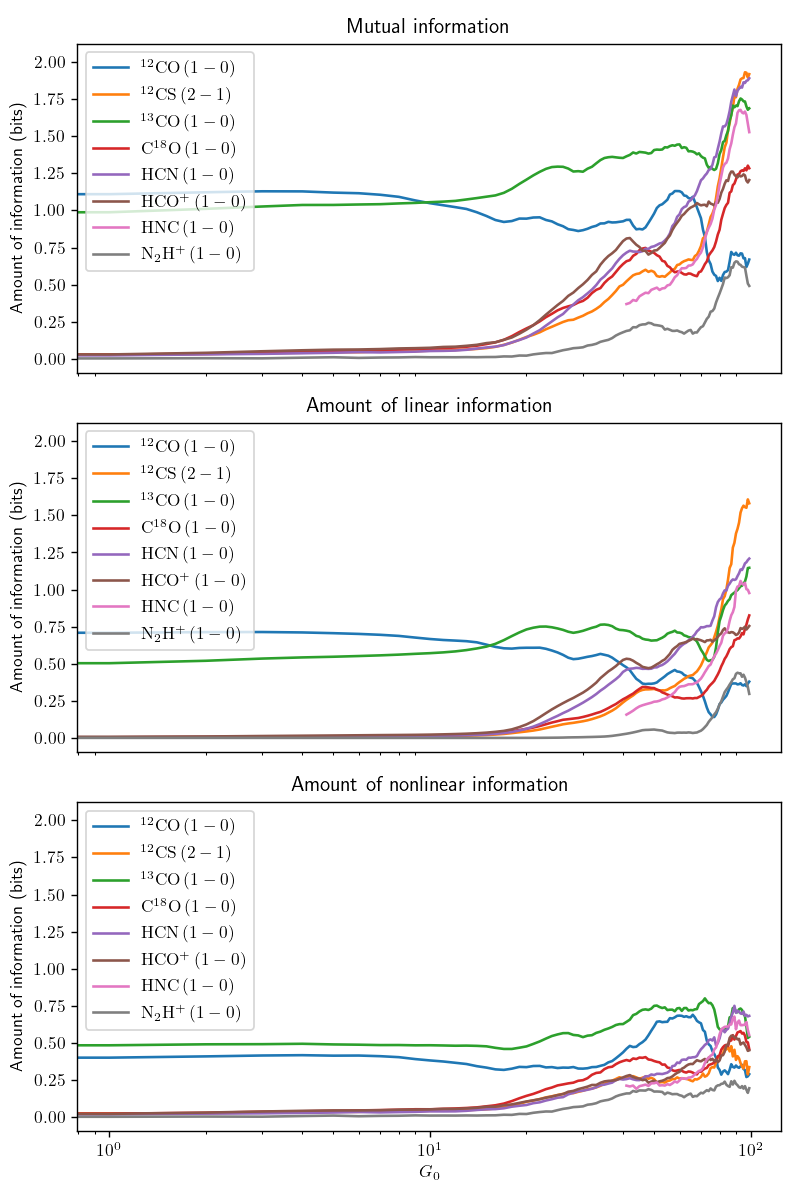 Mutual information
Amount of information (bits)
2.00
1.75
1.50
1.25
1.00
0.75
0.50
0.25
0.00
¹²CO (1 − 0)
¹²CS (2 − 1)
¹³CO (1 − 0)
C¹⁸O (1 − 0)
HCN (1 − 0)
HCO⁺ (1 − 0)
HNC (1 − 0)
N₂H⁺ (1 − 0)
Amount of linear information
Amount of information (bits)
2.00
1.75
1.50
1.25
1.00
0.75
0.50
0.25
0.00
¹²CO (1 − 0)
¹²CS (2 − 1)
¹³CO (1 − 0)
C¹⁸O (1 − 0)
HCN (1 − 0)
HCO⁺ (1 − 0)
HNC (1 − 0)
N₂H⁺ (1 − 0)
Amount of nonlinear information
Amount of information (bits)
2.00
1.75
1.50
1.25
1.00
0.75
0.50
0.25
0.00
¹²CO (1 − 0)
¹²CS (2 − 1)
¹³CO (1 − 0)
C¹⁸O (1 − 0)
HCN (1 − 0)
HCO⁺ (1 − 0)
HNC (1 − 0)
N₂H⁺ (1 − 0)
10⁰ 10¹ 10²
G₀